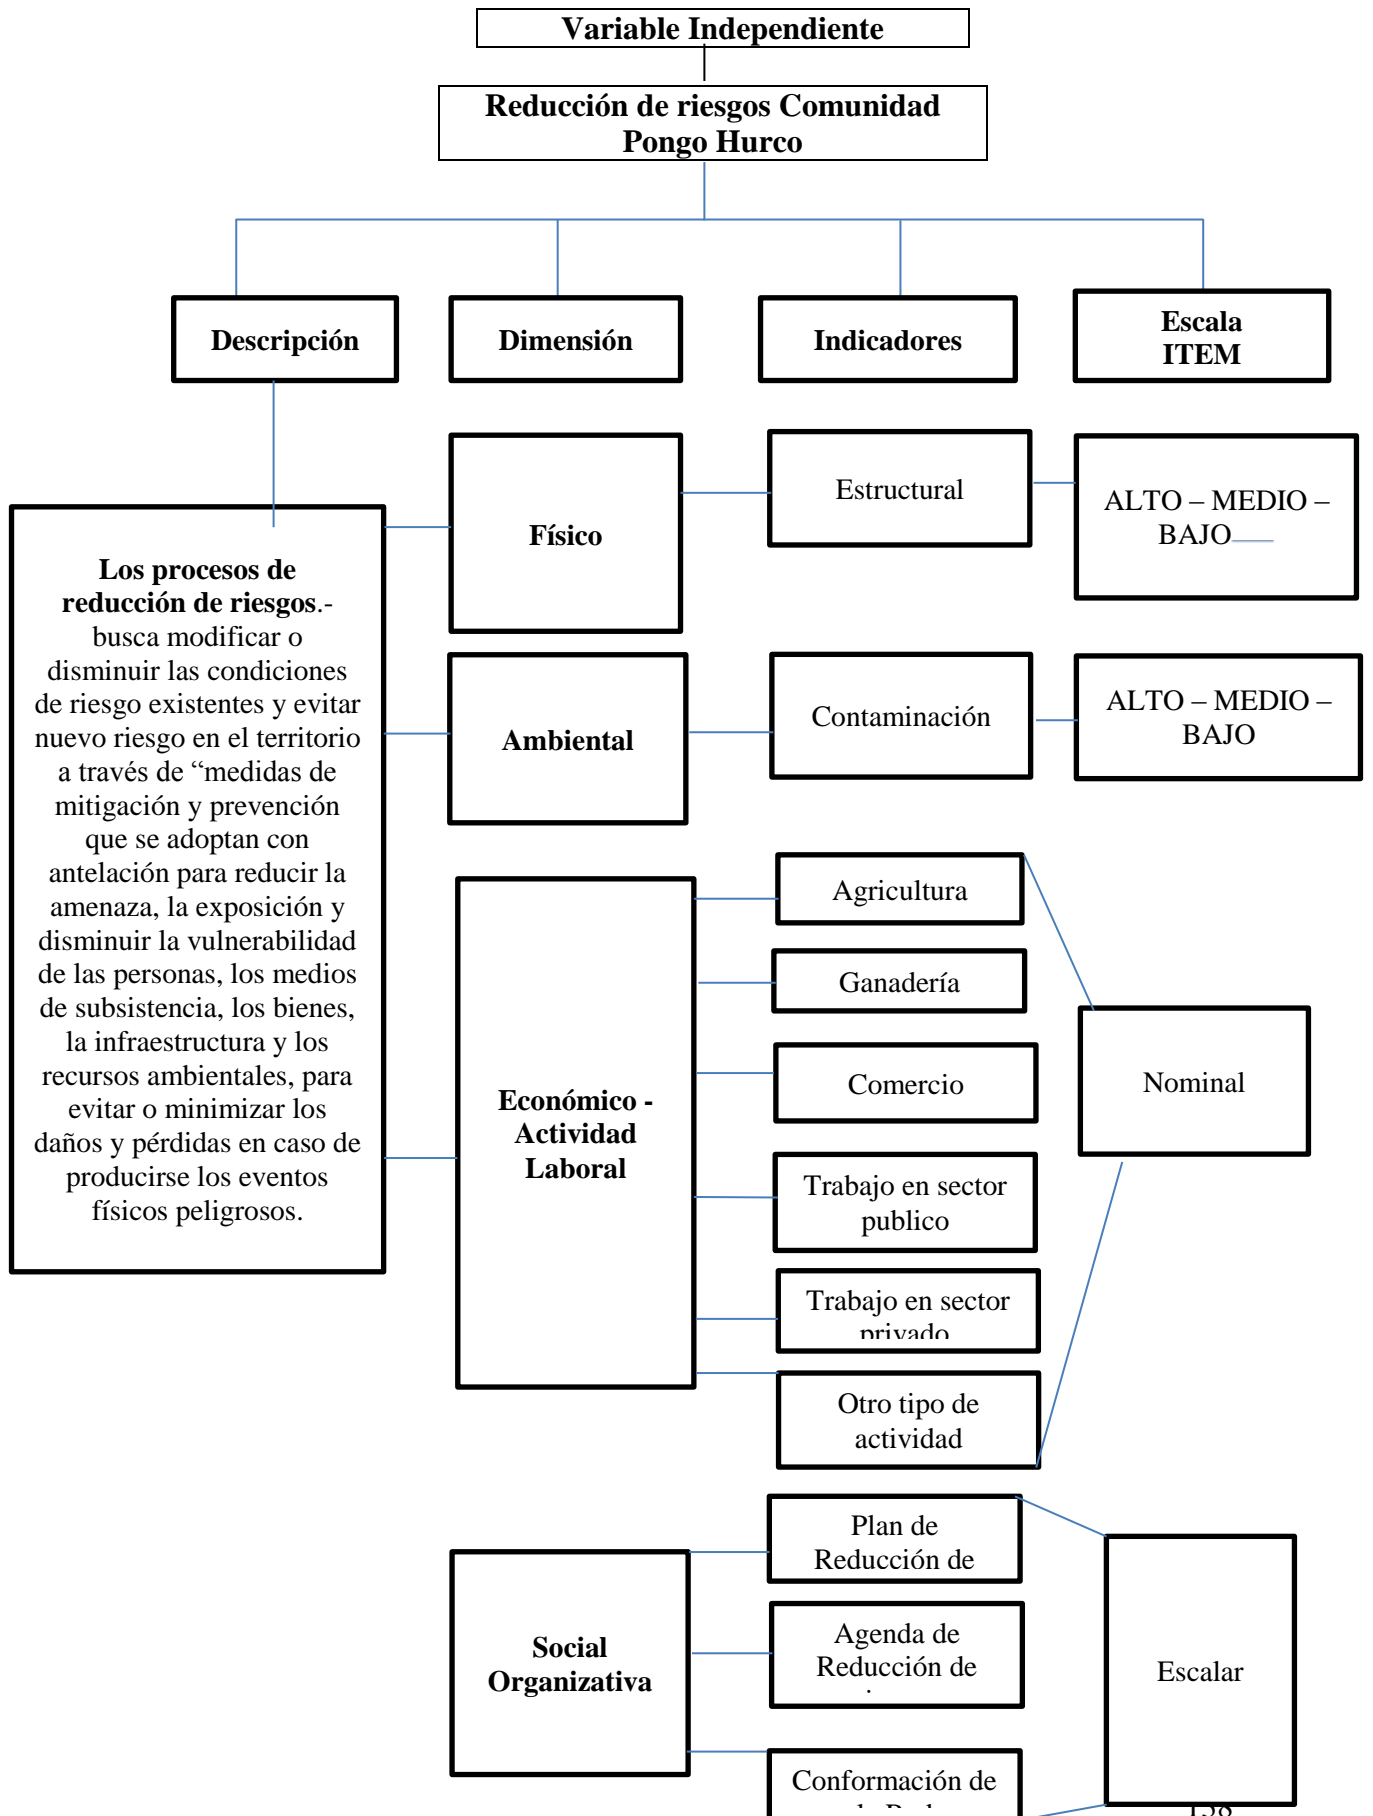 Variable Independiente
Reducción de riesgos Comunidad
Pongo Hurco
Descripción
Dimensión
Indicadores
Escala
ITEM
Los procesos de
reducción de riesgos.-
busca modificar o
disminuir las condiciones
de riesgo existentes y evitar
nuevo riesgo en el territorio
a través de “medidas de
mitigación y prevención
que se adoptan con
antelación para reducir la
amenaza, la exposición y
disminuir la vulnerabilidad
de las personas, los medios
de subsistencia, los bienes,
la infraestructura y los
recursos ambientales, para
evitar o minimizar los
daños y pérdidas en caso de
producirse los eventos
físicos peligrosos.
Físico
Estructural
ALTO – MEDIO –
BAJO
Ambiental
Contaminación
ALTO – MEDIO –
BAJO
Económico -
Actividad
Laboral
Agricultura
Ganadería
Comercio
Trabajo en sector
publico
Trabajo en sector
privado
Otro tipo de
actividad
Nominal
Social
Organizativa
Plan de
Reducción de
Agenda de
Reducción de
Conformación de
Escalar
138